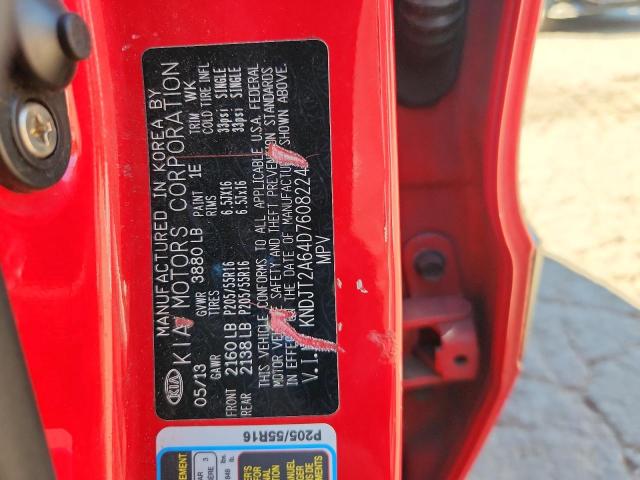 MANUFACTURED IN KOREA BY
KIA MOTORS CORPORATION
KIA
05/13 GVWR 3880 LB PAINT 1E TRIM WK
GAWR TIRES RIMS COLD TIRE INFL
FRONT 2160 LB P205/55R16 6.5JX16 33psi SINGLE
REAR 2138 LB P205/55R16 6.5JX16 33psi SINGLE
THIS VEHICLE CONFORMS TO ALL APPLICABLE U.S.A. FEDERAL
MOTOR VEHICLE SAFETY AND THEFT PREVENTION STANDARDS
IN EFFECT ON THE DATE OF MANUFACTURE SHOWN ABOVE.
V.I.N. KNDJT2A64D7608224
MPV
P205/55R16
3
MANUEL